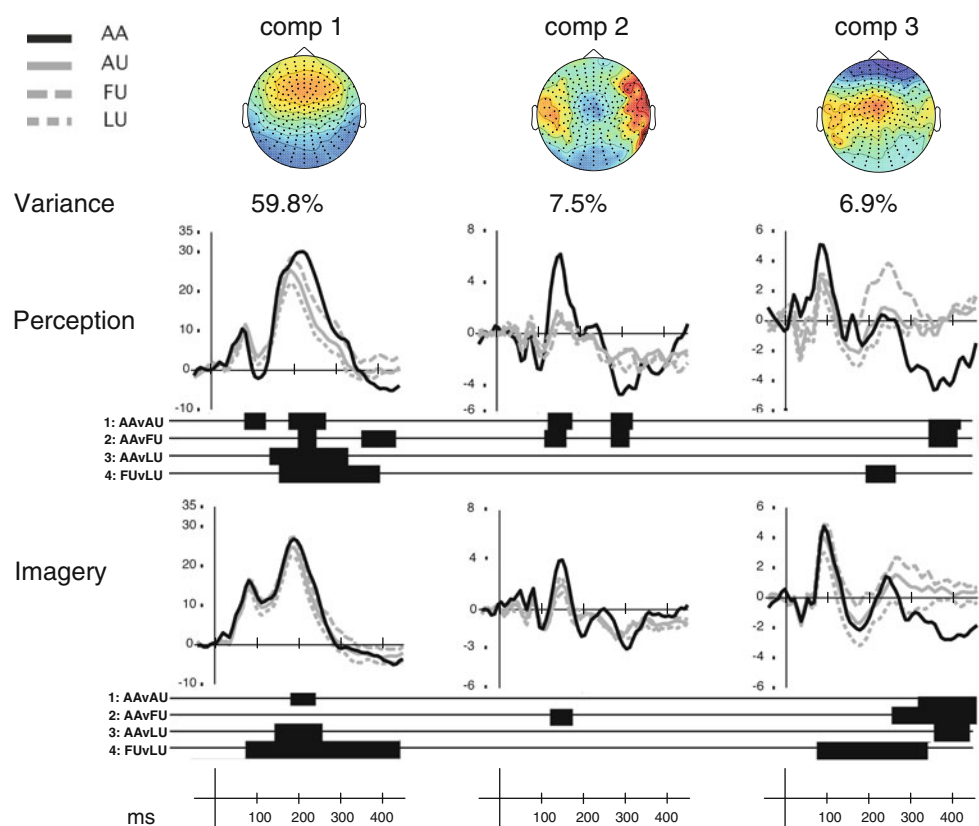 AA
AU
FU
LU
comp 1 comp 2 comp 3
Variance 59.8% 7.5% 6.9%
Perception
35
30
20
10
0
-10
8
4
0
-4
-6
6
4
2
0
-2
-4
-6
1: AAvAU
2: AAvFU
3: AAvLU
4: FUvLU
Imagery
35
30
20
10
0
-10
8
4
0
-3
-6
6
4
2
0
-2
-4
-6
1: AAvAU
2: AAvFU
3: AAvLU
4: FUvLU
ms 100 200 300 400 100 200 300 400 100 200 300 400